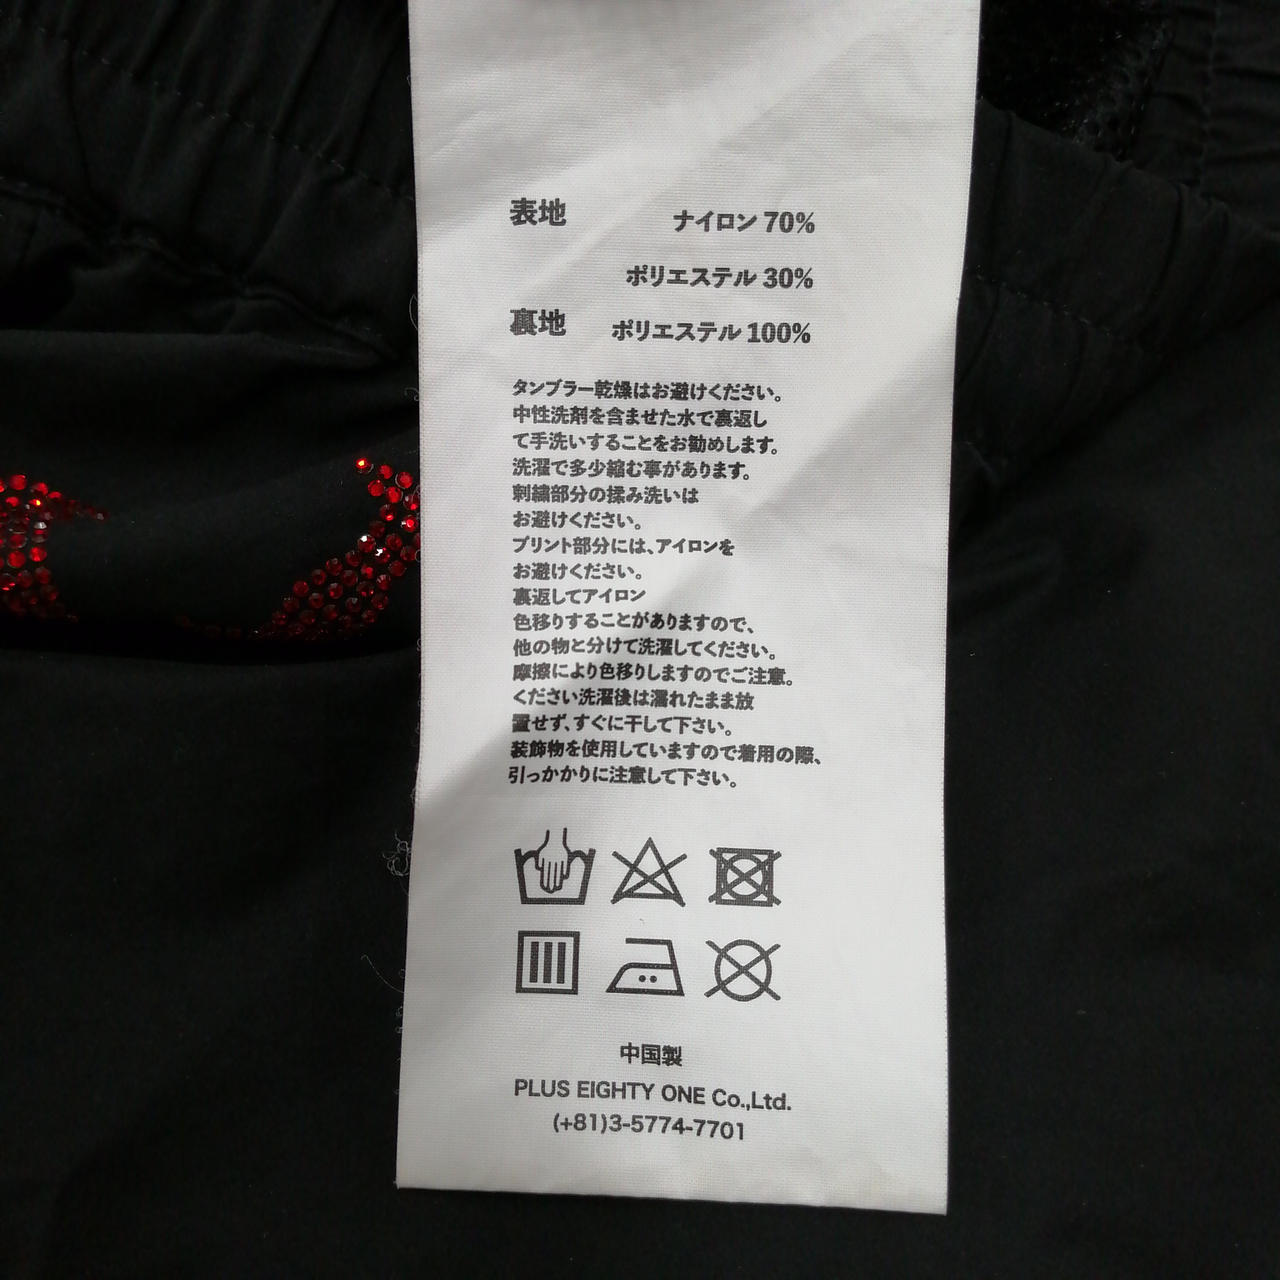 表地 ナイロン 70%
ポリエステル 30%
裏地 ポリエステル 100%
タンブラー乾燥はお避けください。
中性洗剤を含ませた水で裏返し
て手洗いすることをお勧めします。
洗濯で多少縮む事があります。
刺繍部分の揉み洗いは
お避けください。
プリント部分には、アイロンを
お避けください。
裏返してアイロン
色移りすることがありますので、
他の物と分けて洗濯してください。
摩擦により色移りしますのでご注意。
ください洗濯後は濡れたまま放
置せず、すぐに干して下さい。
装飾物を使用していますので着用の際、
引っかかりに注意して下さい。
中国製
PLUS EIGHTY ONE Co.,Ltd.
(+81)3-5774-7701